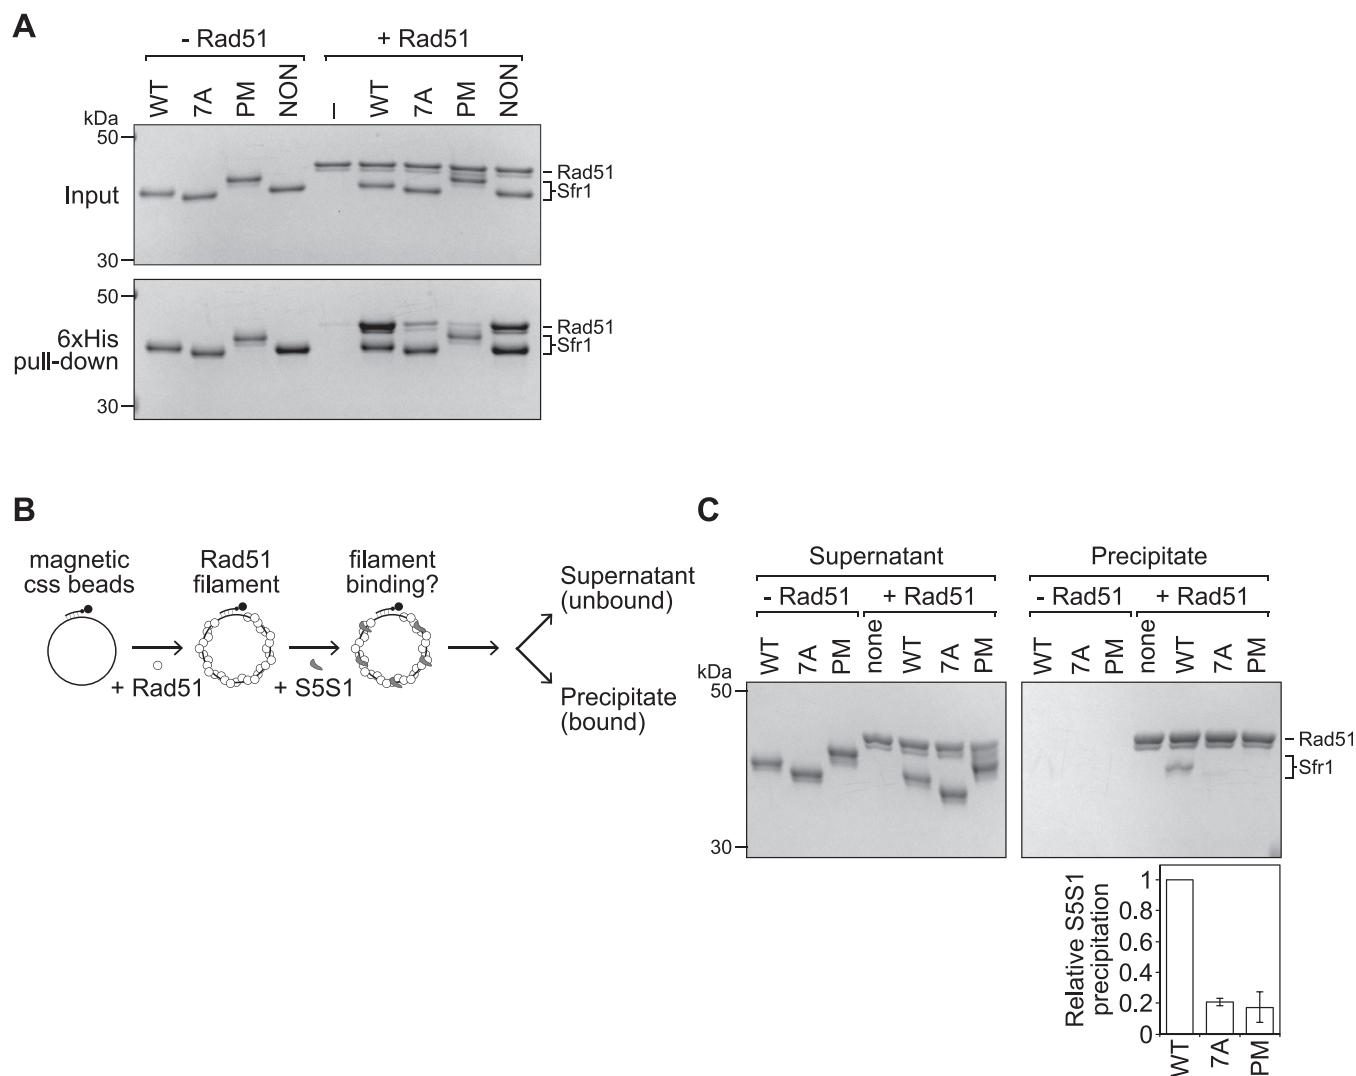 A
- Rad51
+ Rad51
WT
7A
PM
NON
–
WT
7A
PM
NON
kDa
50
Rad51
Sfr1
Input
30
50
6xHis
pull-down
Rad51
Sfr1
30
B
magnetic
css beads
Rad51
filament
filament
binding?
+ Rad51
+ S5S1
Supernatant
(unbound)
Precipitate
(bound)
C
Supernatant
Precipitate
- Rad51
+ Rad51
- Rad51
+ Rad51
WT
7A
PM
none
WT
7A
PM
WT
7A
PM
none
WT
7A
PM
kDa
50
Rad51
Sfr1
30
Relative S5S1
precipitation
1
0.8
0.6
0.4
0.2
0
WT
7A
PM